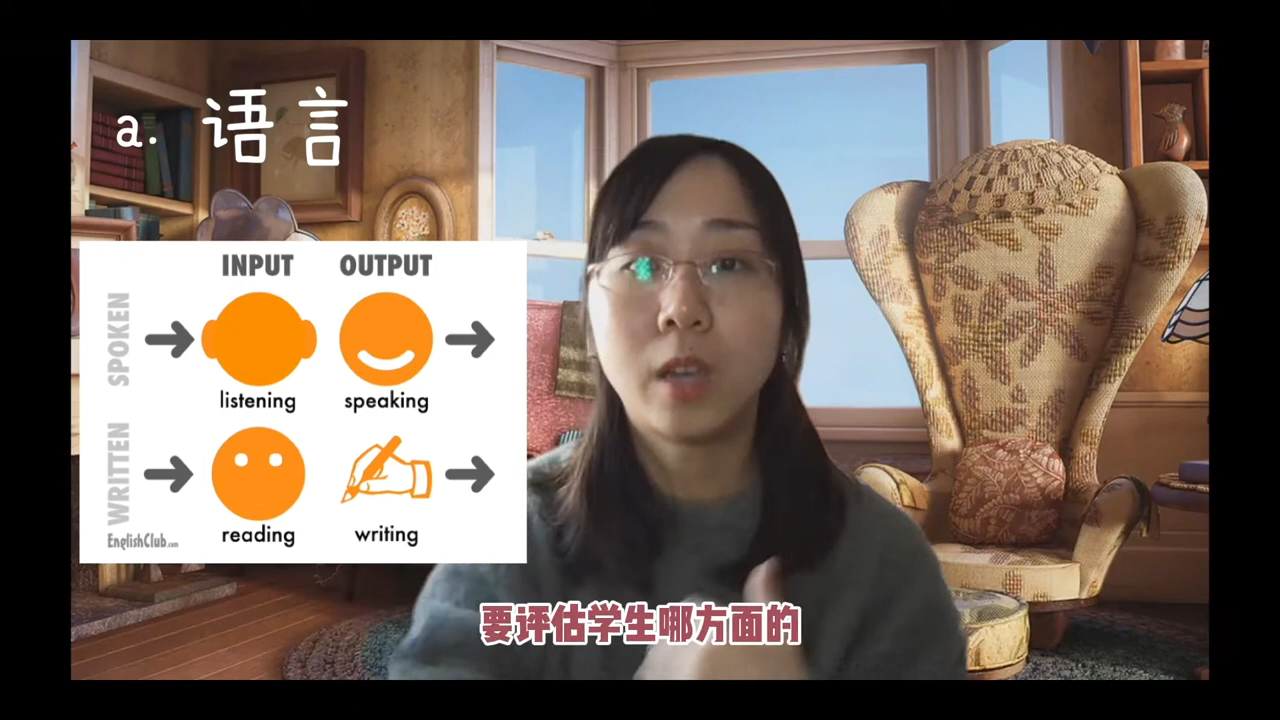 a. 语言
INPUT OUTPUT
SPOKEN
listening speaking
WRITTEN
reading writing
EnglishClub.com
要评估学生哪方面的